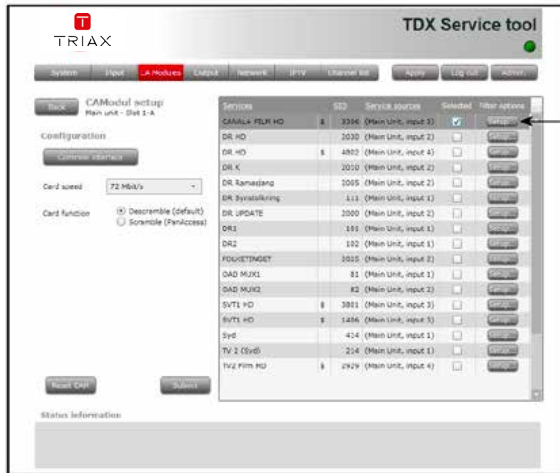 TRIAX
TDX Service tool
System Input CA Modules Output Network IPTV Channel list Apply Log out Admin.
Back
CAModul setup
Main unit - Slot 1-A
Configuration
Common interface
Card speed 72 Mbit/s
Card function Descramble (default)
Scramble (PanAccess)
Reset CAM Submit
Services SID Service sources Selected Filter options
CANAL+ FILM HD $ 3306 (Main Unit, input 3) Setup
DR HD 2030 (Main Unit, input 2) Setup
DR HD $ 4802 (Main Unit, input 4) Setup
DR K 2010 (Main Unit, input 2) Setup
DR Ramasjang 2005 (Main Unit, input 2) Setup
DR Synstolkning 111 (Main Unit, input 1) Setup
DR UPDATE 2000 (Main Unit, input 2) Setup
DR1 101 (Main Unit, input 1) Setup
DR2 102 (Main Unit, input 1) Setup
FOLKETINGET 2015 (Main Unit, input 2) Setup
OAD MUX1 81 (Main Unit, input 1) Setup
OAD MUX2 82 (Main Unit, input 2) Setup
SVT1 HD $ 3801 (Main Unit, input 3) Setup
SVT1 HD $ (Main Unit, input 5) Setup
Syd 414 (Main Unit, input 1) Setup
TV 2 (Syd) 214 (Main Unit, input 1) Setup
TV2 Film HD $ 2929 (Main Unit, input 4) Setup
Status information